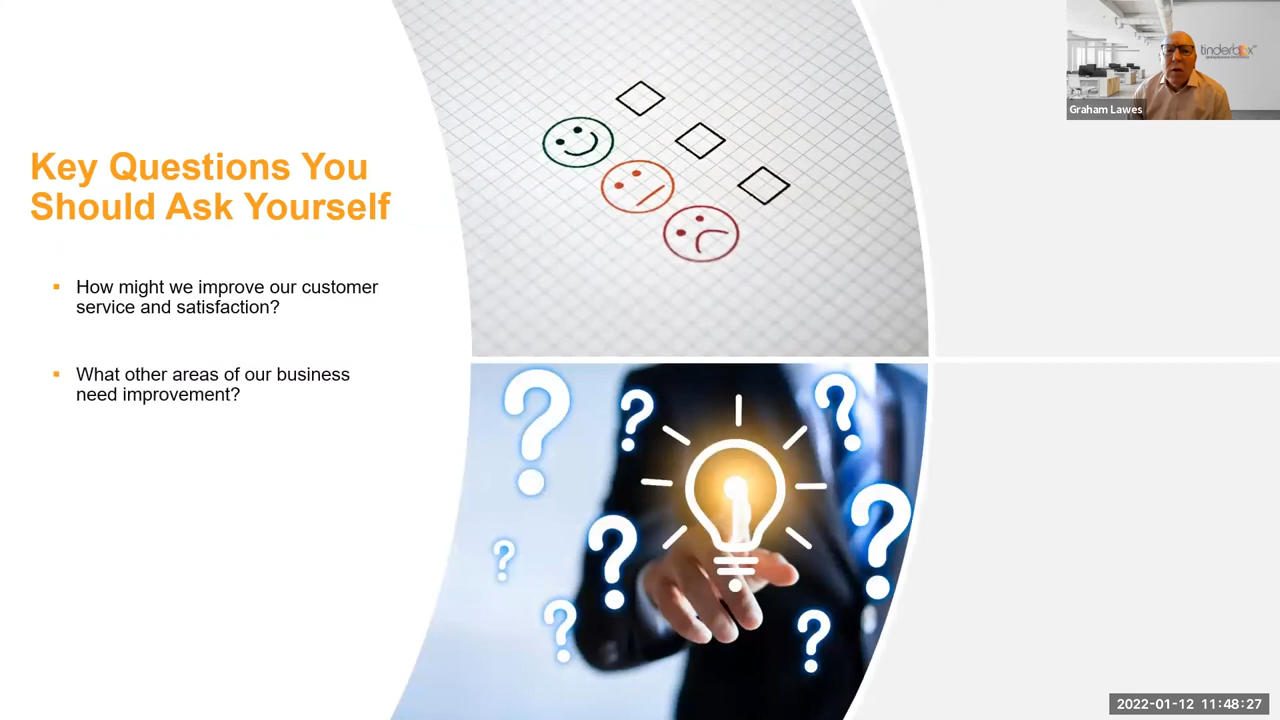 Key Questions You
Should Ask Yourself
▪ How might we improve our customer
service and satisfaction?
▪ What other areas of our business
need improvement?
tinderbox
Graham Lawes
2022-01-12 11:48:27